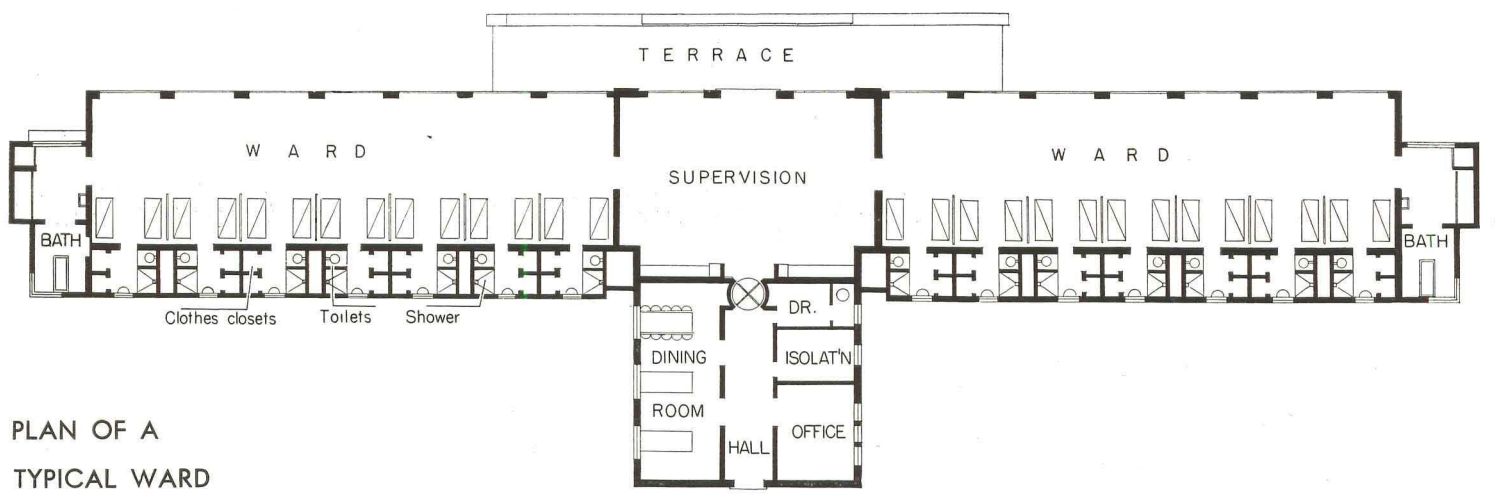 TERRACE
WARD
SUPERVISION
WARD
BATH
BATH
Clothes closets
Toilets
Shower
DR.
DINING
ROOM
ISOLAT'N
HALL
OFFICE
PLAN OF A
TYPICAL WARD